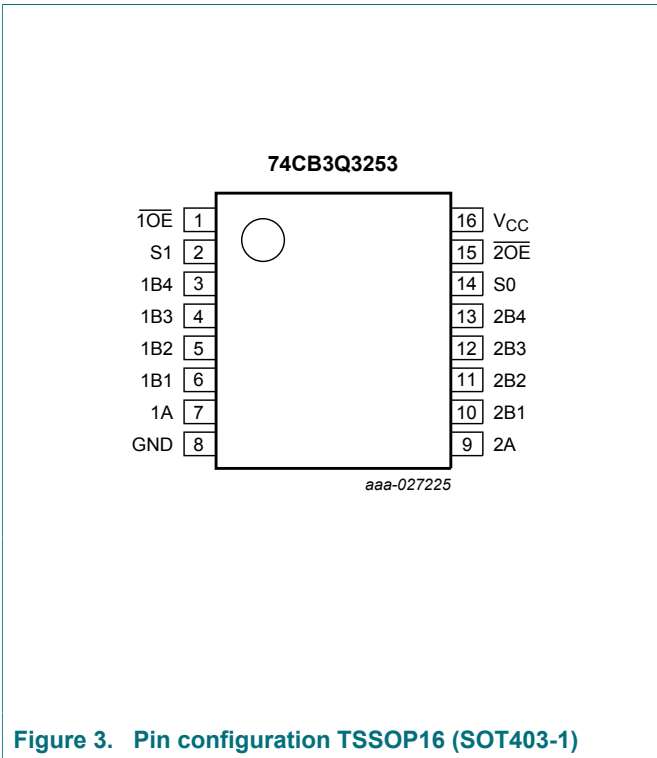 74CB3Q3253
1OE 1 16 VCC
S1 2 15 2OE
1B4 3 14 S0
1B3 4 13 2B4
1B2 5 12 2B3
1B1 6 11 2B2
1A 7 10 2B1
GND 8 9 2A
aaa-027225
Figure 3. Pin configuration TSSOP16 (SOT403-1)